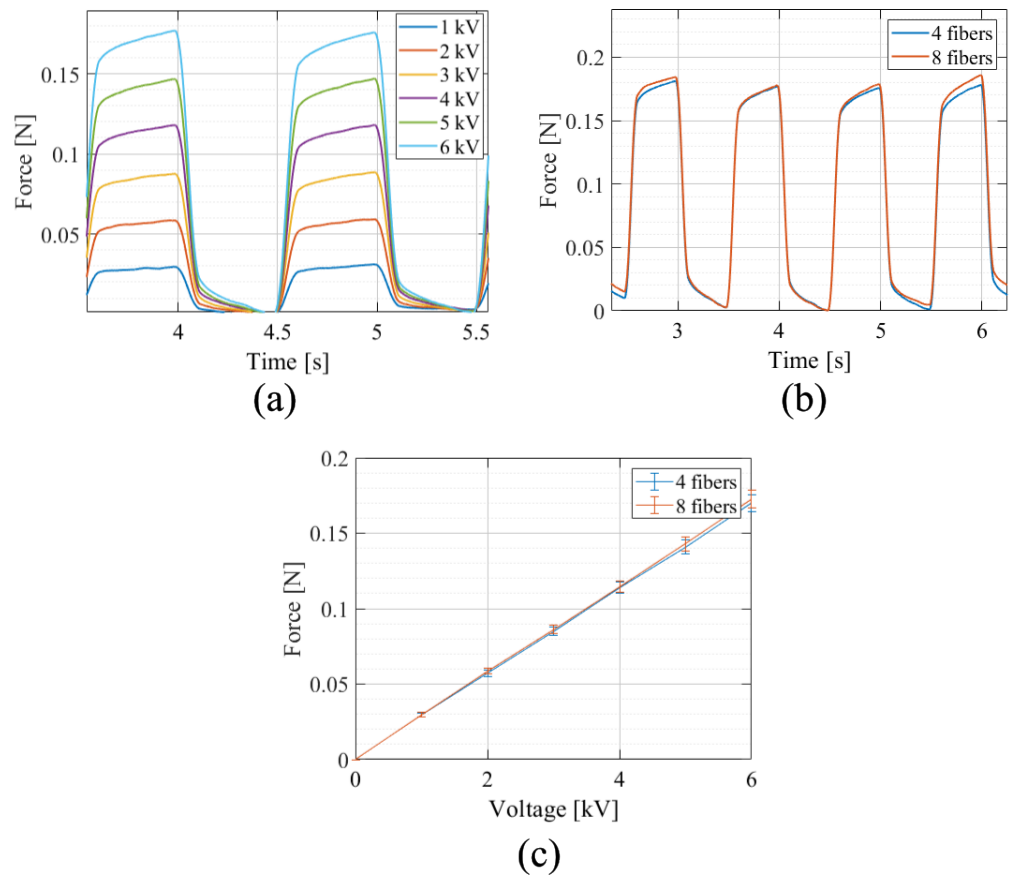 1 kV
2 kV
3 kV
4 kV
5 kV
6 kV
0.15
0.1
0.05
Force [N]
4
4.5
5
5.5
Time [s]
(a)
4 fibers
8 fibers
0.2
0.15
0.1
0.05
0
Force [N]
3
4
5
6
Time [s]
(b)
4 fibers
8 fibers
0.2
0.15
0.1
0.05
0
Force [N]
0
2
4
6
Voltage [kV]
(c)